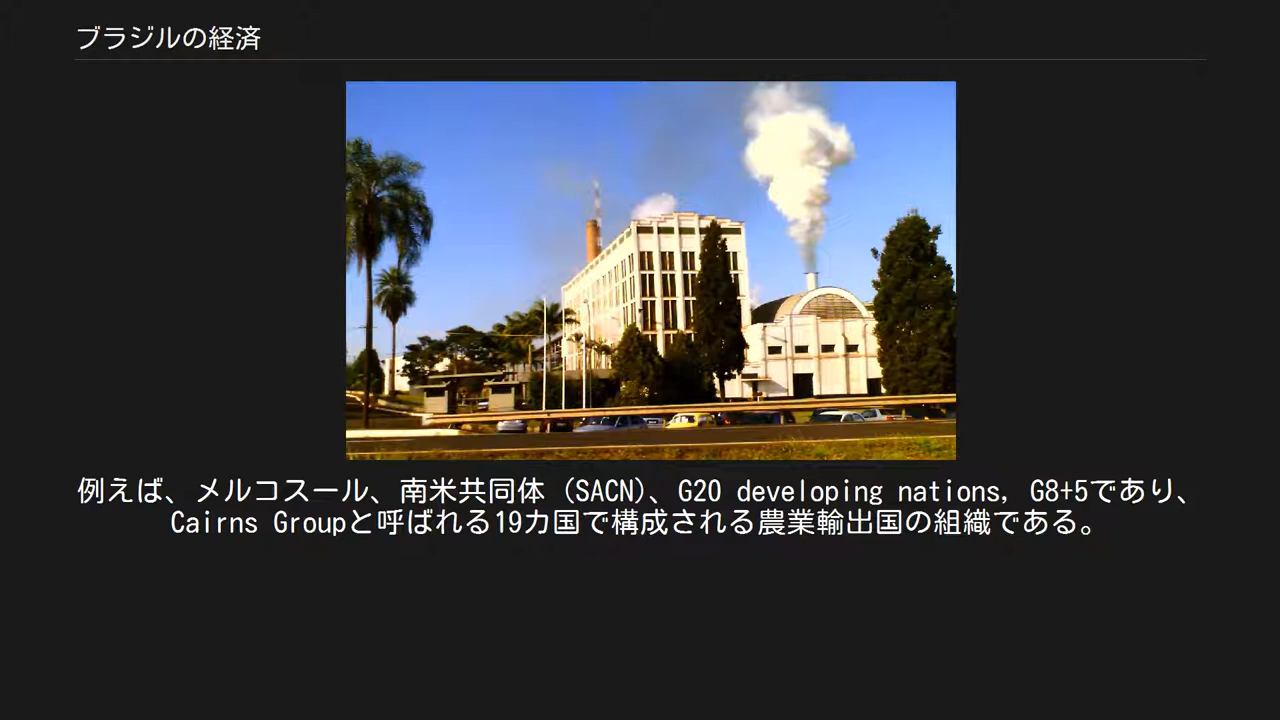 ブラジルの経済
例えば、メルコスール、南米共同体 (SACN)、G20 developing nations, G8+5であり、
Cairns Groupと呼ばれる19カ国で構成される農業輸出国の組織である。